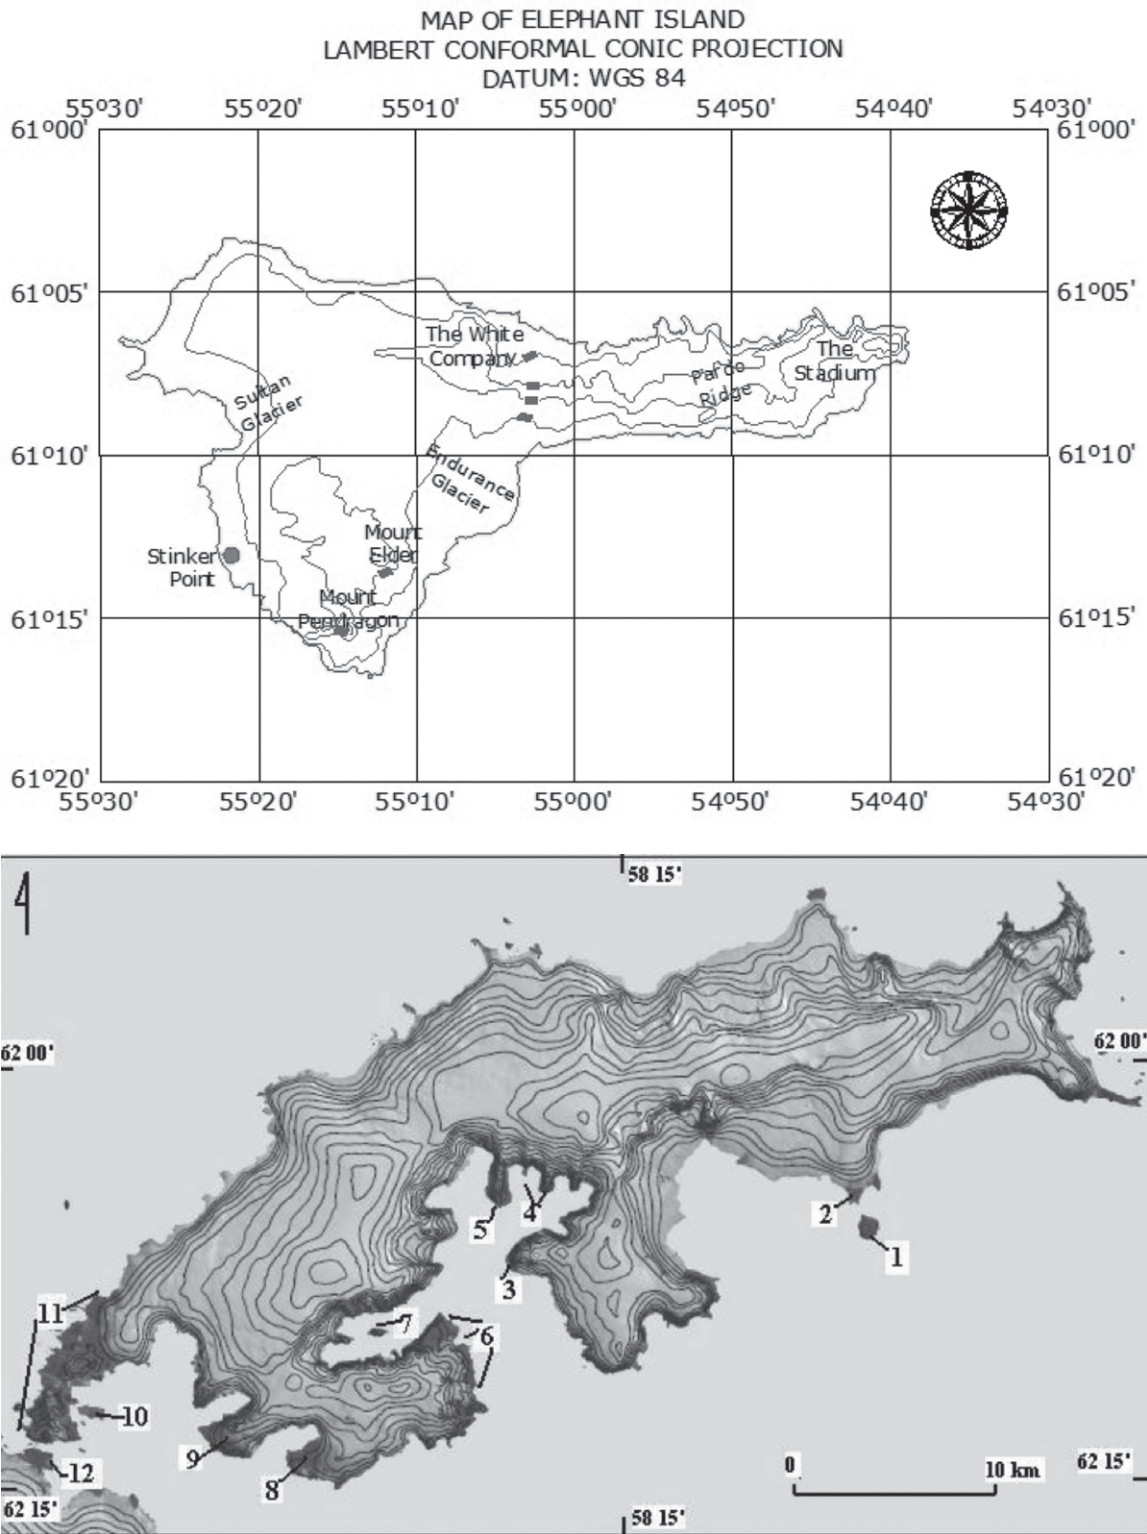 MAP OF ELEPHANT ISLAND
LAMBERT CONFORMAL CONIC PROJECTION
DATUM: WGS 84
55º30' 55º20' 55º10' 55º00' 54º50' 54º40' 54º30'
61º00' 61º00'
61º05' 61º05'
The White
Company
The
Stadium
Pardo
Ridge
Sultan
Glacier
61º10' 61º10'
Endurance
Glacier
Mount
Elder
Stinker
Point
Mount
Pendragon
61º15' 61º15'
61º20' 61º20'
55º30' 55º20' 55º10' 55º00' 54º50' 54º40' 54º30'
4
58 15'
62 00' 62 00'
5 4 2
1
3
11 7
6
10
9
12 8
0 10 km 62 15'
62 15'
58 15'